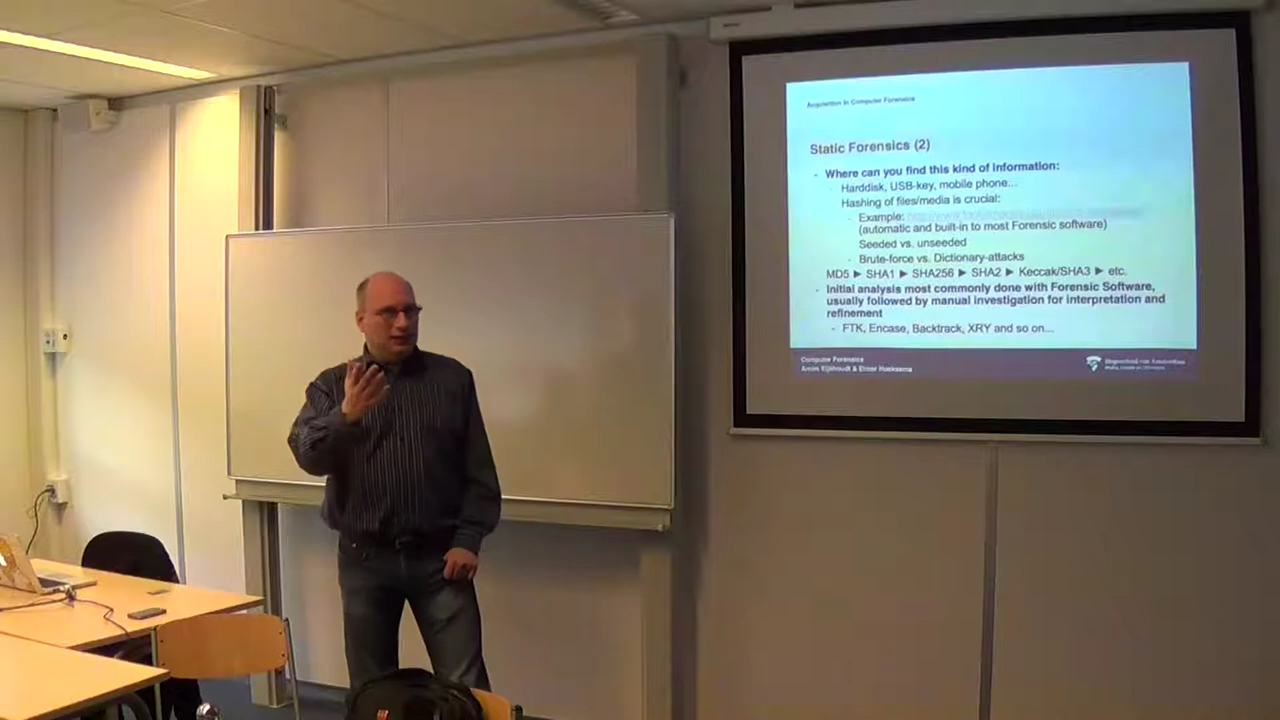 Acquisition in Computer Forensics
Static Forensics (2)
- Where can you find this kind of information:
Harddisk, USB-key, mobile phone...
Hashing of files/media is crucial:
- Example:
(automatic and built-in to most Forensic software)
Seeded vs. unseeded
- Brute-force vs. Dictionary-attacks
MD5 ► SHA1 ► SHA256 ► SHA2 ► Keccak/SHA3 ► etc.
- Initial analysis most commonly done with Forensic Software,
usually followed by manual investigation for interpretation and
refinement
- FTK, Encase, Backtrack, XRY and so on...
Computer Forensics
Arnim Eijkhoudt &